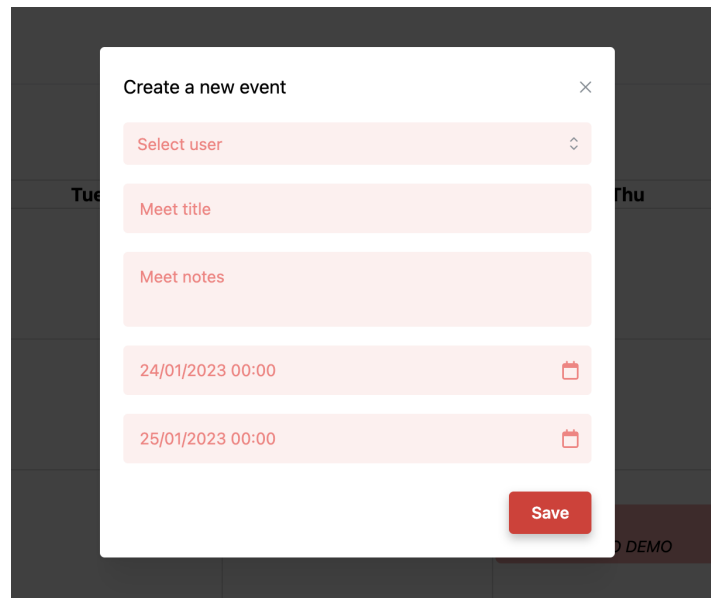 Create a new event
Select user
Tue
Thu
Meet title
Meet notes
24/01/2023 00:00
25/01/2023 00:00
Save
DEMO